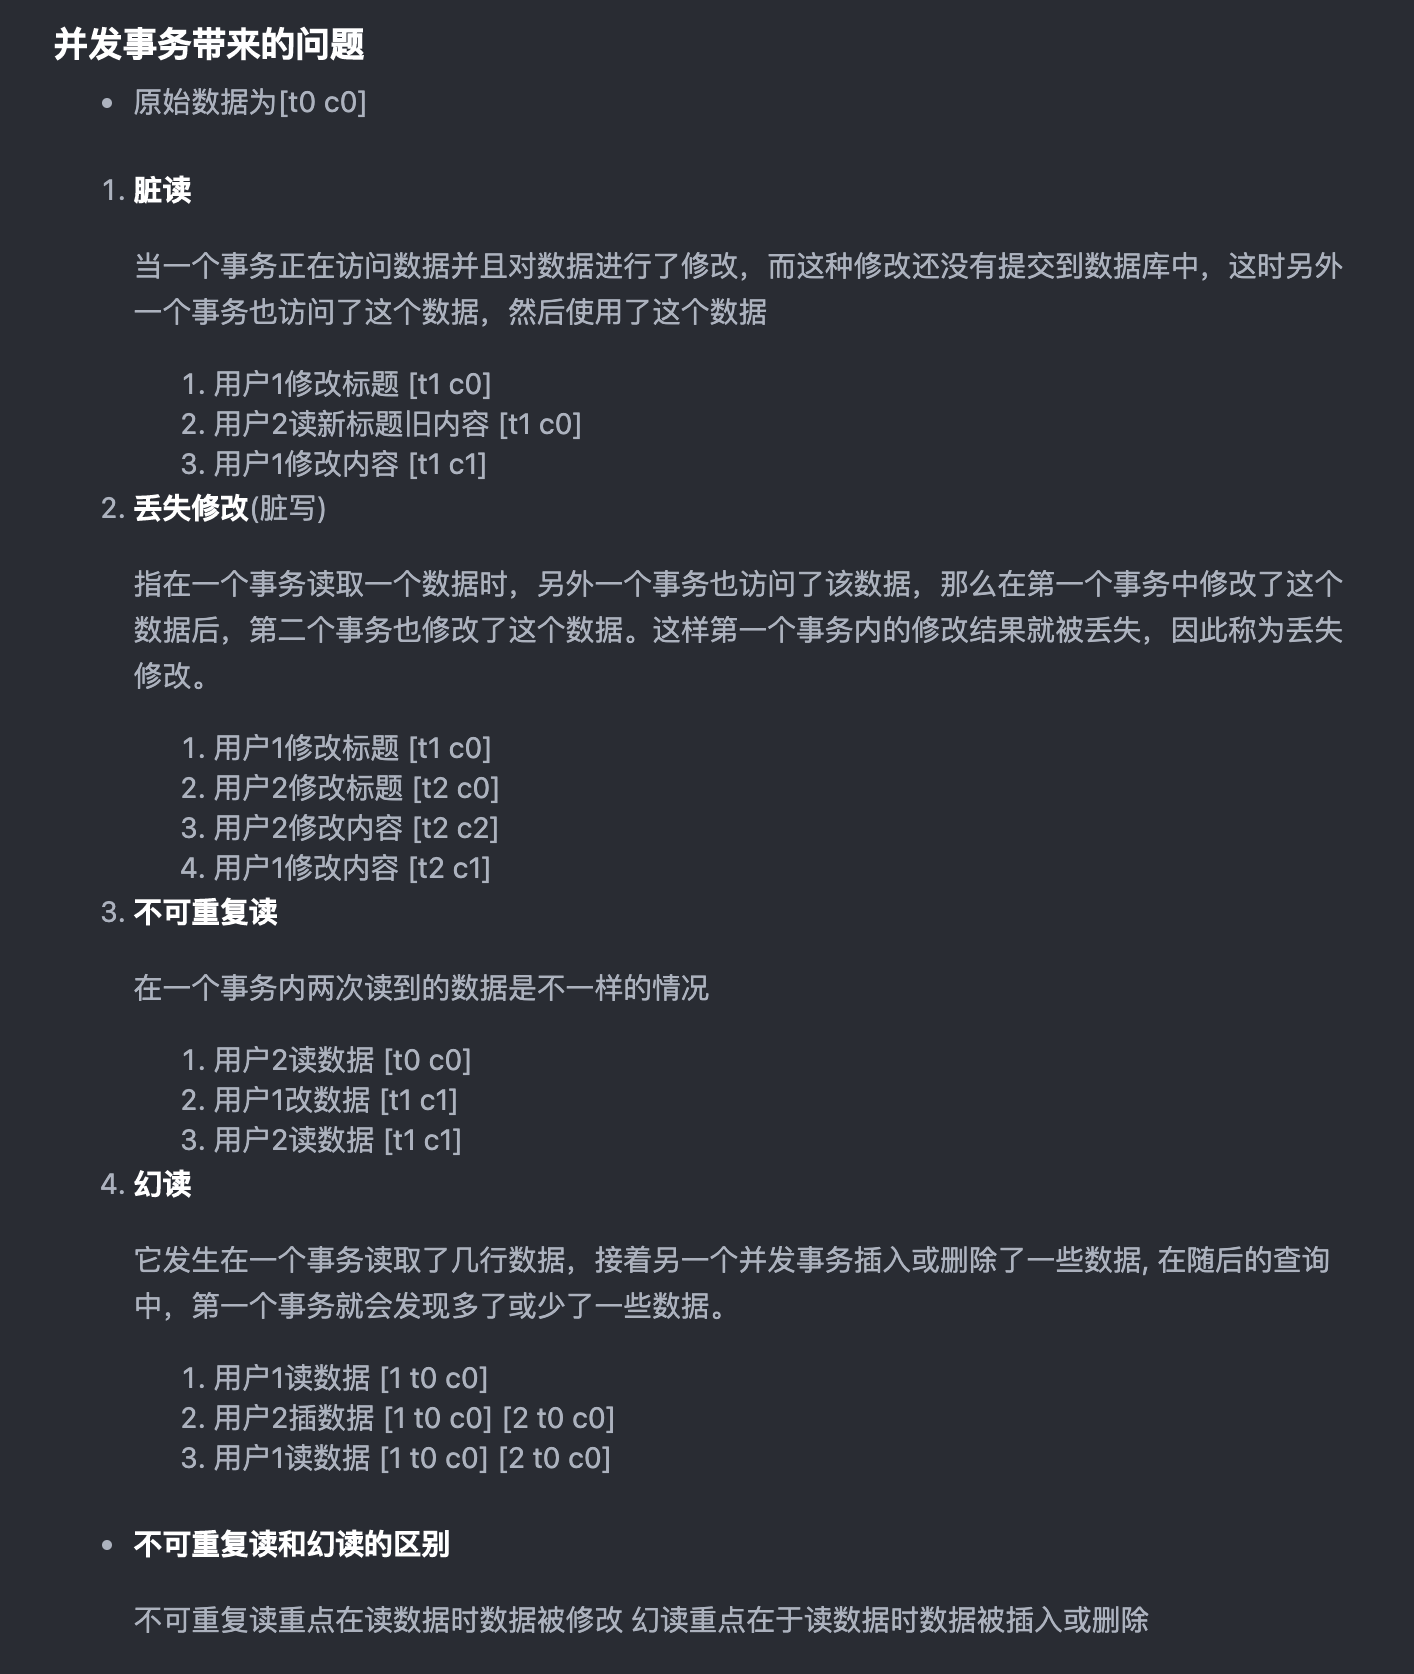 并发事务带来的问题
• 原始数据为[t0 c0]
1. 脏读
当一个事务正在访问数据并且对数据进行了修改，而这种修改还没有提交到数据库中，这时另外
一个事务也访问了这个数据，然后使用了这个数据
1. 用户1修改标题 [t1 c0]
2. 用户2读新标题旧内容 [t1 c0]
3. 用户1修改内容 [t1 c1]
2. 丢失修改(脏写)
指在一个事务读取一个数据时，另外一个事务也访问了该数据，那么在第一个事务中修改了这个
数据后，第二个事务也修改了这个数据。这样第一个事务内的修改结果就被丢失，因此称为丢失
修改。
1. 用户1修改标题 [t1 c0]
2. 用户2修改标题 [t2 c0]
3. 用户2修改内容 [t2 c2]
4. 用户1修改内容 [t2 c1]
3. 不可重复读
在一个事务内两次读到的数据是不一样的情况
1. 用户2读数据 [t0 c0]
2. 用户1改数据 [t1 c1]
3. 用户2读数据 [t1 c1]
4. 幻读
它发生在一个事务读取了几行数据，接着另一个并发事务插入或删除了一些数据, 在随后的查询
中，第一个事务就会发现多了或少了一些数据。
1. 用户1读数据 [1 t0 c0]
2. 用户2插数据 [1 t0 c0] [2 t0 c0]
3. 用户1读数据 [1 t0 c0] [2 t0 c0]
• 不可重复读和幻读的区别
不可重复读重点在读数据时数据被修改 幻读重点在于读数据时数据被插入或删除